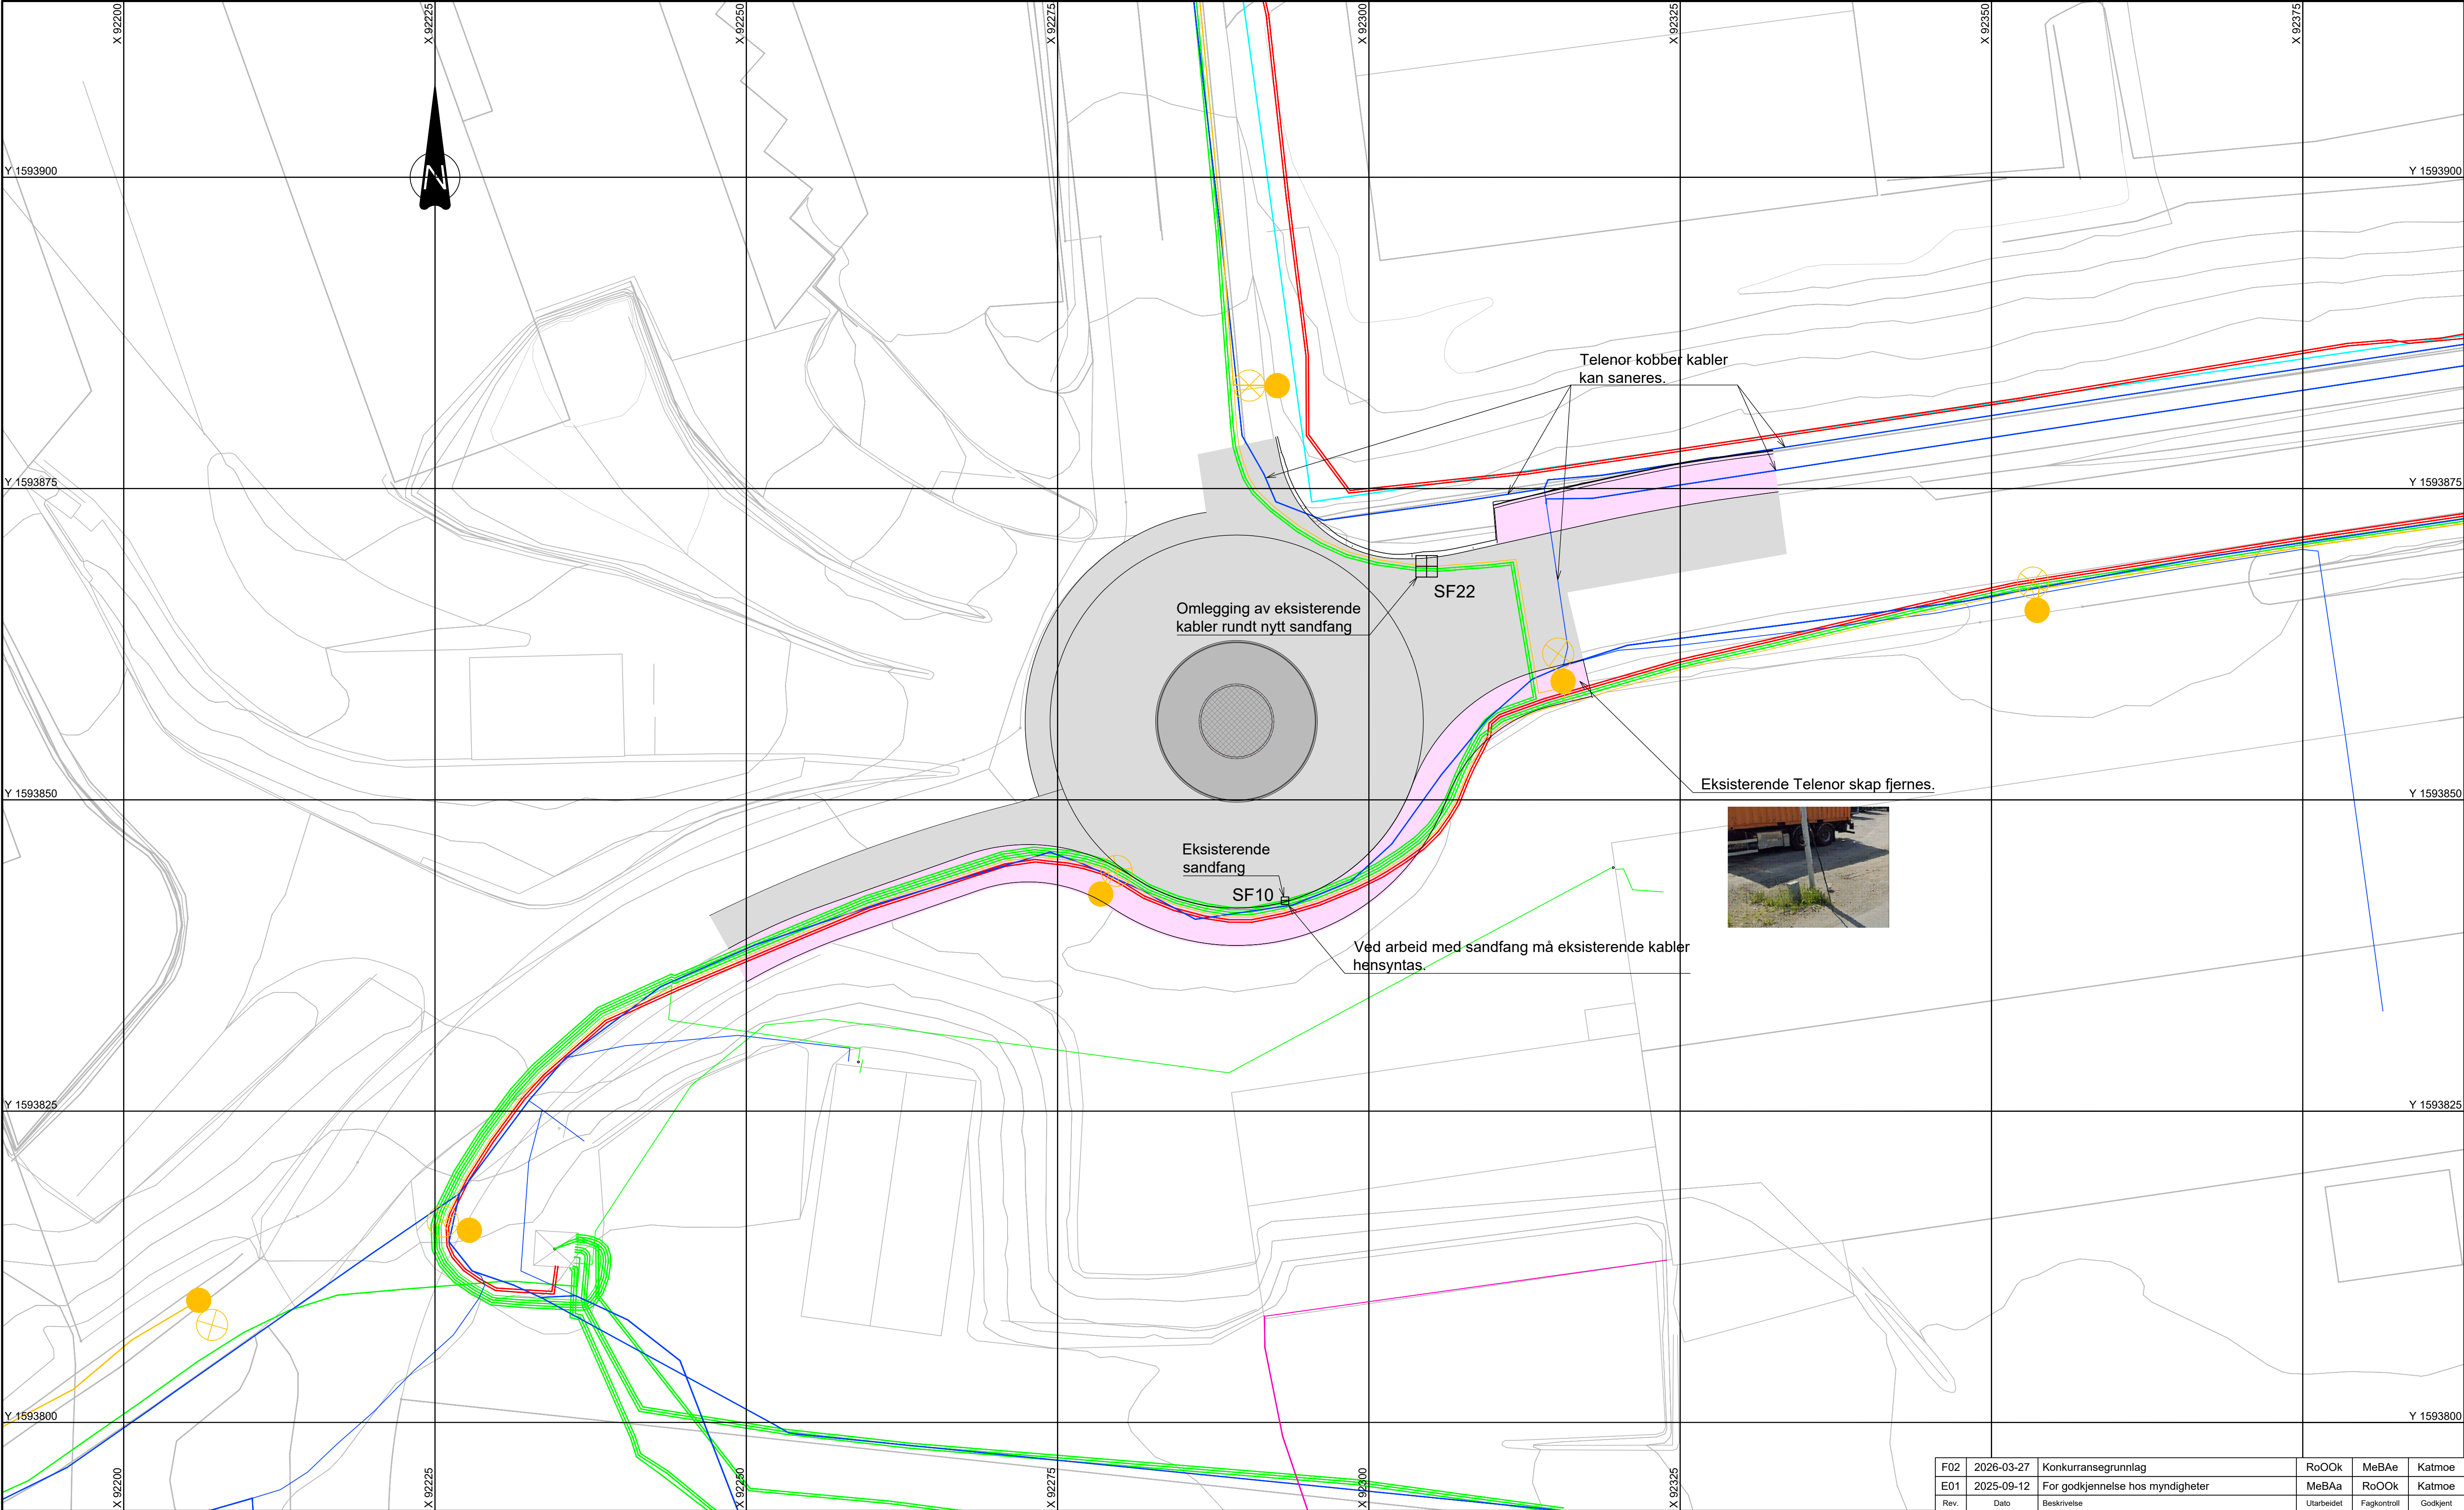 X 92200
X 92225
X 92250
X 92275
X 92300
X 92325
X 92350
X 92375
N
Y 1593900
Y 1593900
Telenor kobber kabler
kan saneres.
Y 1593875
Y 1593875
SF22
Omlegging av eksisterende
kabler rundt nytt sandfang
Eksisterende Telenor skap fjernes.
Y 1593850
Y 1593850
Eksisterende
sandfang
SF10
Ved arbeid med sandfang må eksisterende kabler
hensyntas.
Y 1593825
Y 1593825
Y 1593800
Y 1593800
X 92200
X 92225
X 92250
X 92275
X 92300
X 92325
F02 2026-03-27 Konkurransegrunnlag RoOOk MeBAe Katmoe
E01 2025-09-12 For godkjennelse hos myndigheter MeBAa RoOOk Katmoe
Rev. Dato Beskrivelse Utarbeidet Fagkontroll Godkjent